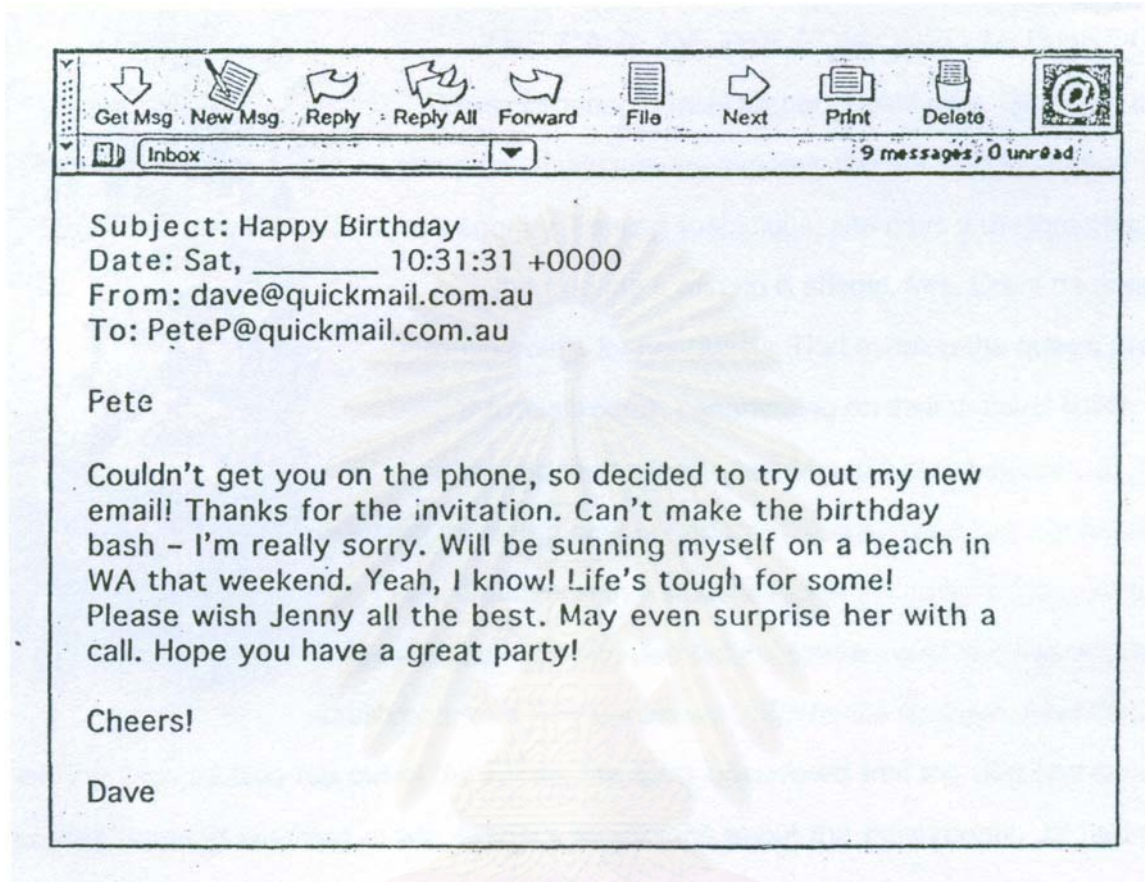 Get Msg New Msg Reply Reply All Forward File Next Print Delete
Inbox 9 messages, 0 unread
Subject: Happy Birthday
Date: Sat, ________ 10:31:31 +0000
From: dave@quickmail.com.au
To: PeteP@quickmail.com.au
Pete
Couldn't get you on the phone, so decided to try out my new
email! Thanks for the invitation. Can't make the birthday
bash – I'm really sorry. Will be sunning myself on a beach in
WA that weekend. Yeah, I know! Life's tough for some!
Please wish Jenny all the best. May even surprise her with a
call. Hope you have a great party!
Cheers!
Dave